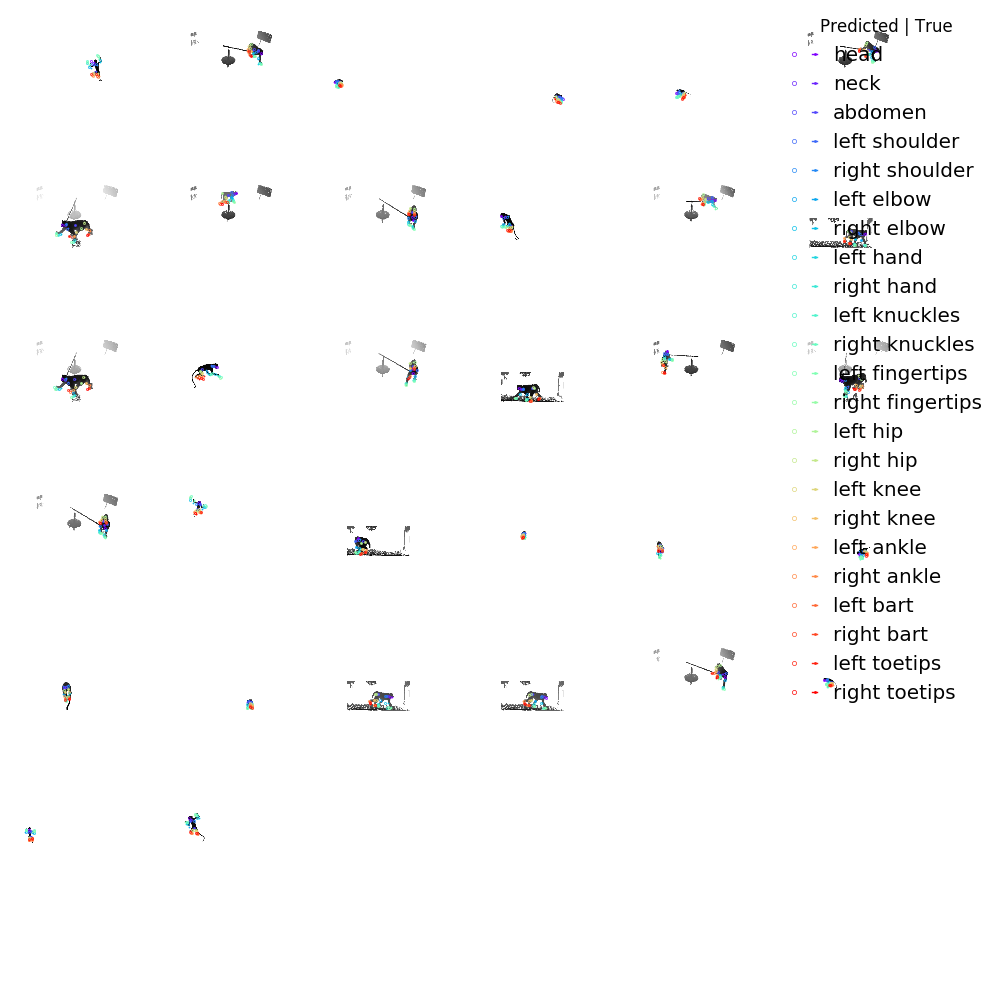 Predicted | True
head
neck
abdomen
left shoulder
right shoulder
left elbow
right elbow
left hand
right hand
left knuckles
right knuckles
left fingertips
right fingertips
left hip
right hip
left knee
right knee
left ankle
right ankle
left bart
right bart
left toetips
right toetips